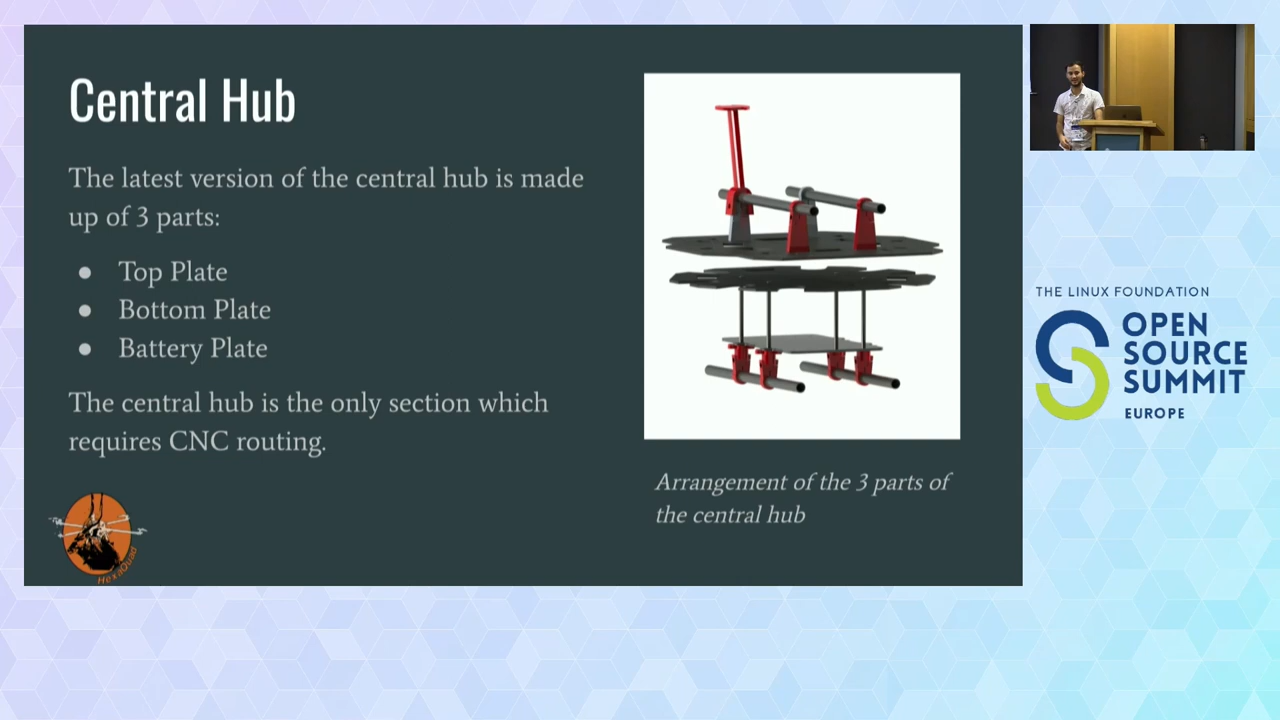 Central Hub
The latest version of the central hub is made
up of 3 parts:
● Top Plate
● Bottom Plate
● Battery Plate
The central hub is the only section which
requires CNC routing.
Arrangement of the 3 parts of
the central hub
HexaQuad
THE LINUX FOUNDATION
OPEN
SOURCE
SUMMIT
EUROPE